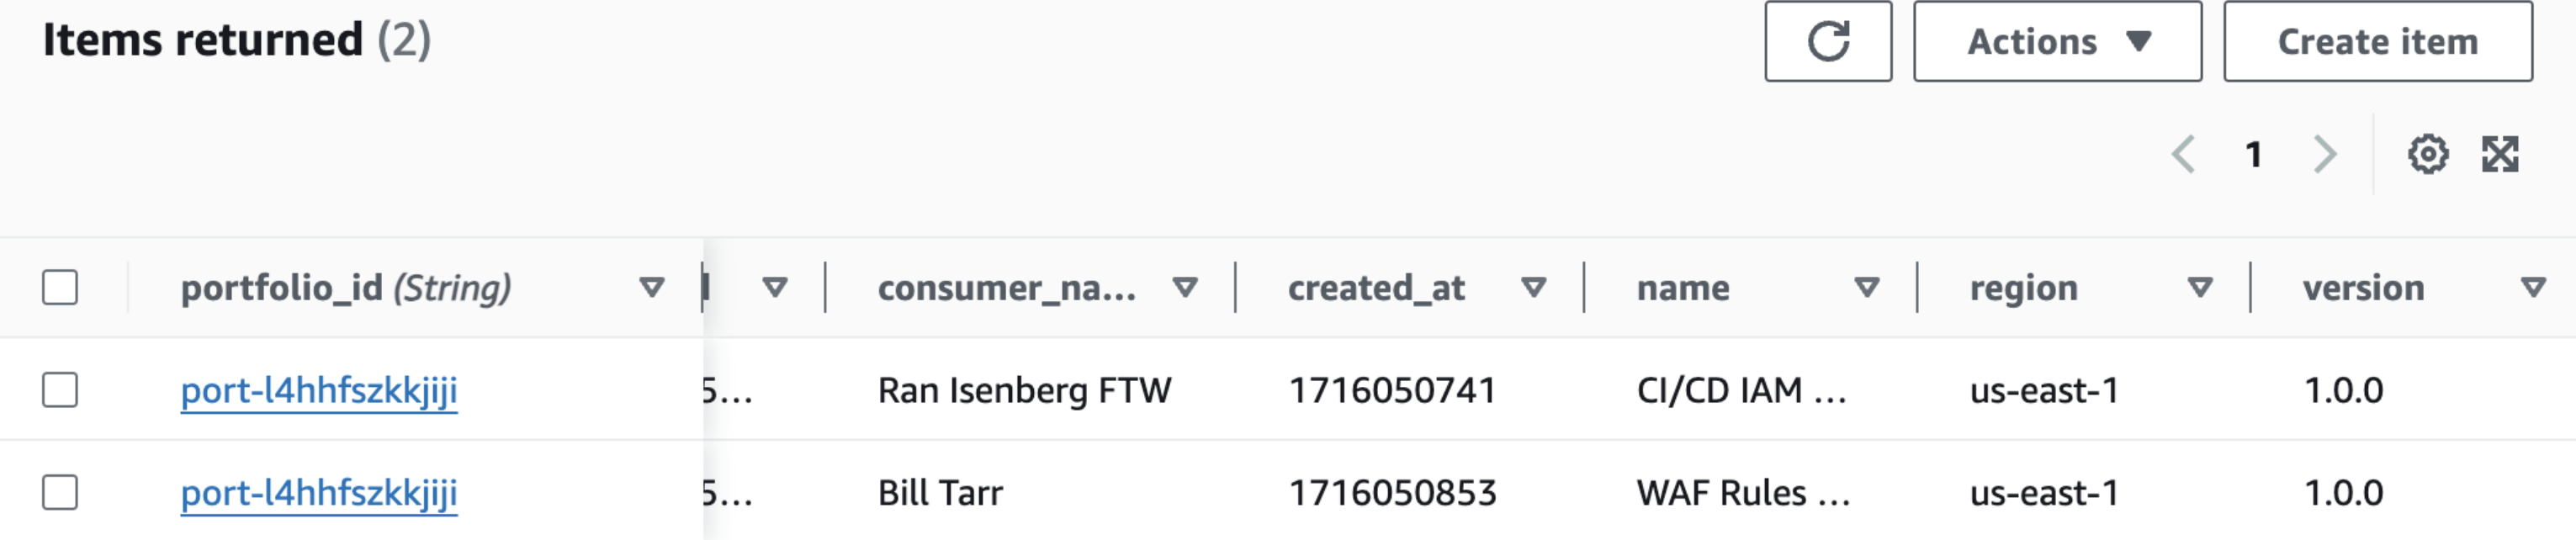 Items returned (2)
Actions
Create item
1
portfolio_id (String)
consumer_na...
created_at
name
region
version
port-l4hhfszkkjiji 5... Ran Isenberg FTW 1716050741 CI/CD IAM ... us-east-1 1.0.0
port-l4hhfszkkjiji 5... Bill Tarr 1716050853 WAF Rules ... us-east-1 1.0.0